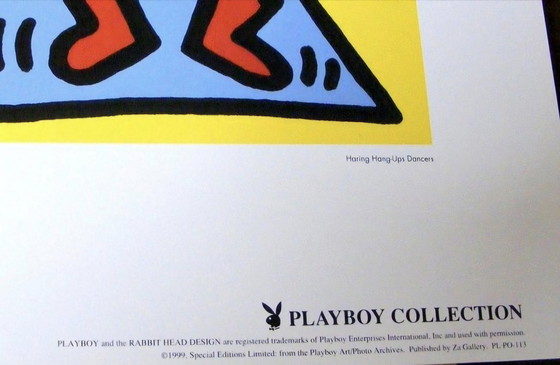 Haring Hang-Ups Dancers
PLAYBOY COLLECTION
PLAYBOY and the RABBIT HEAD DESIGN are registered trademarks of Playboy Enterprises International, Inc and used with permission.
©1999, Special Editions Limited: from the Playboy Art/Photo Archives. Published by Za Gallery. PL PO-113